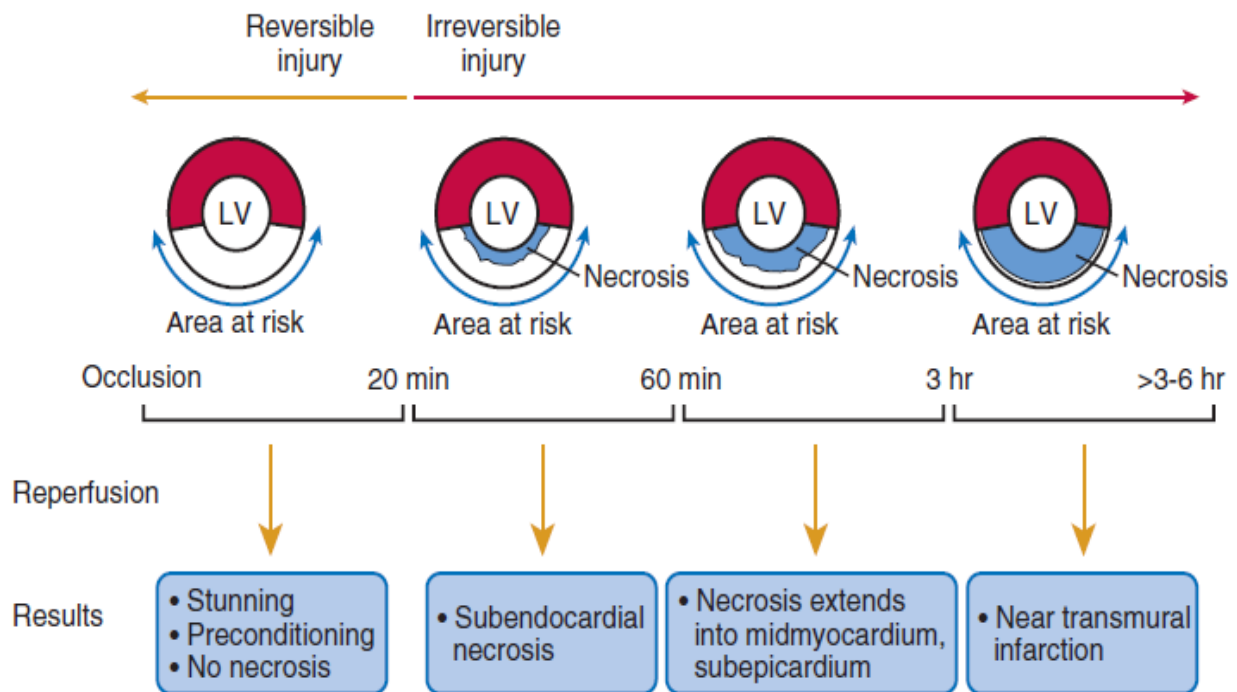 Reversible
injury
Irreversible
injury
LV
LV
LV
LV
Necrosis
Necrosis
Necrosis
Area at risk
Area at risk
Area at risk
Area at risk
Occlusion
20 min
60 min
3 hr
>3-6 hr
Reperfusion
Results
• Stunning
• Preconditioning
• No necrosis
• Subendocardial
necrosis
• Necrosis extends
into midmyocardium,
subepicardium
• Near transmural
infarction